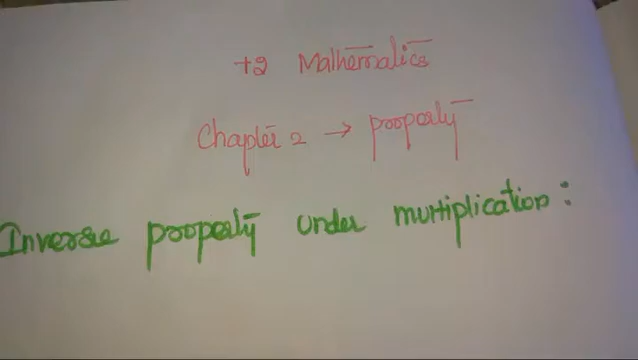 +2 Mathematics
Chapter 2 → property
Inverse property under multiplication: